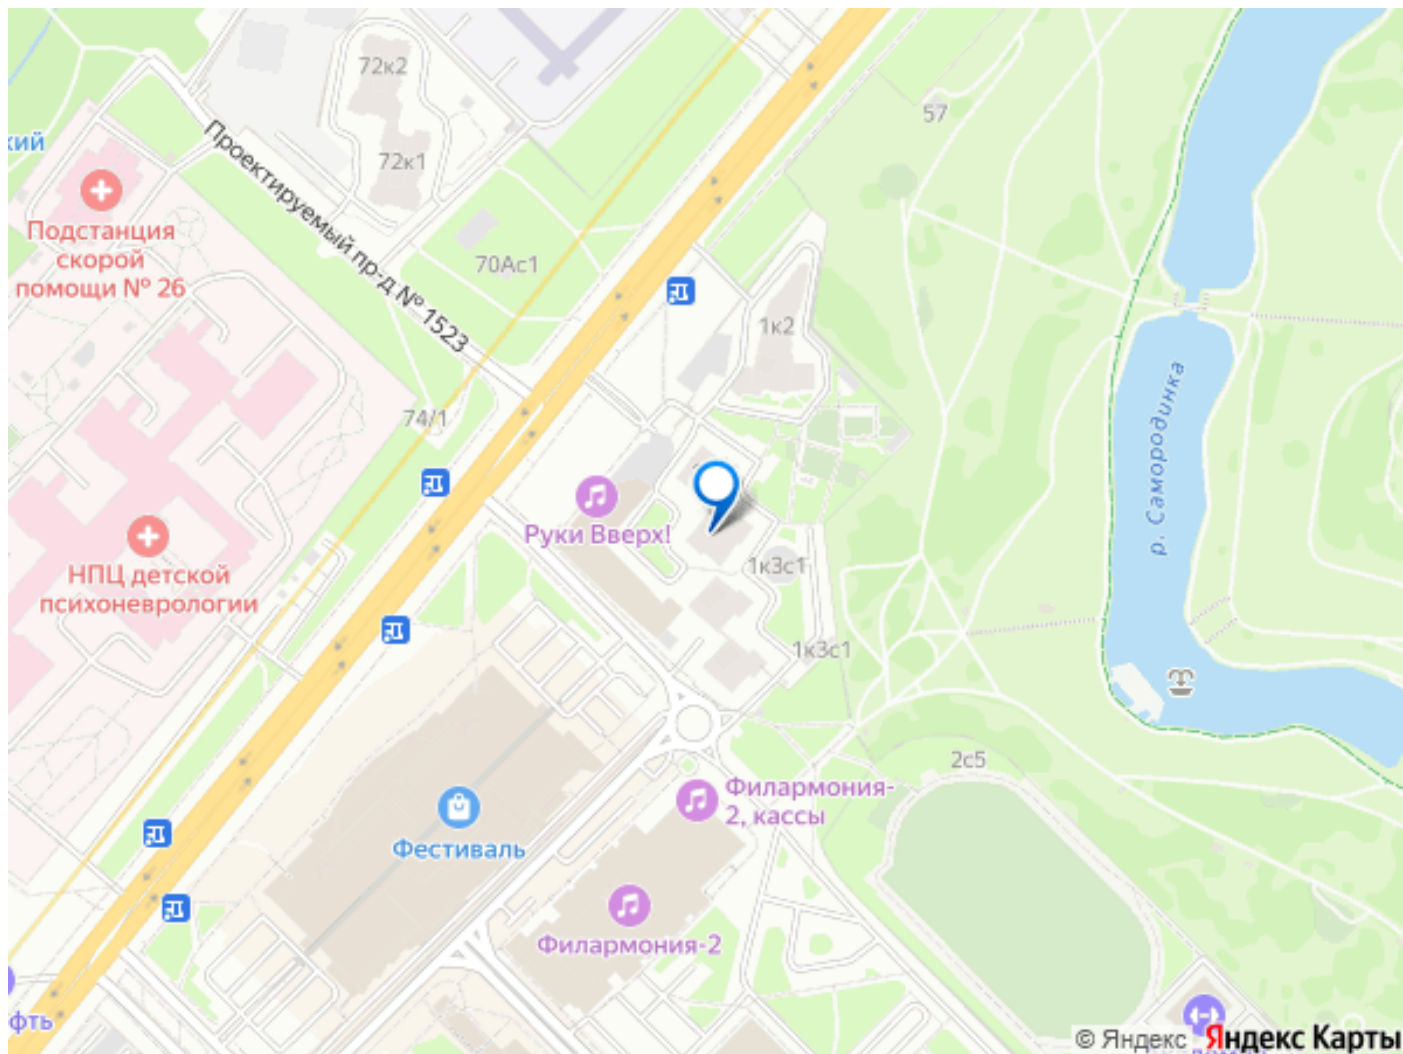 72к2
57
кий
Проектируемый пр-д № 1523
72к1
Подстанция
скорой
помощи № 26
70Ас1
1к2
р. Самородинка
74/1
Руки Вверх!
1к3с1
НПЦ детской
психоневрологии
1к3с1
2с5
Филармония-
2, кассы
Фестиваль
Филармония-2
фть
© Яндекс Яндекс Карты